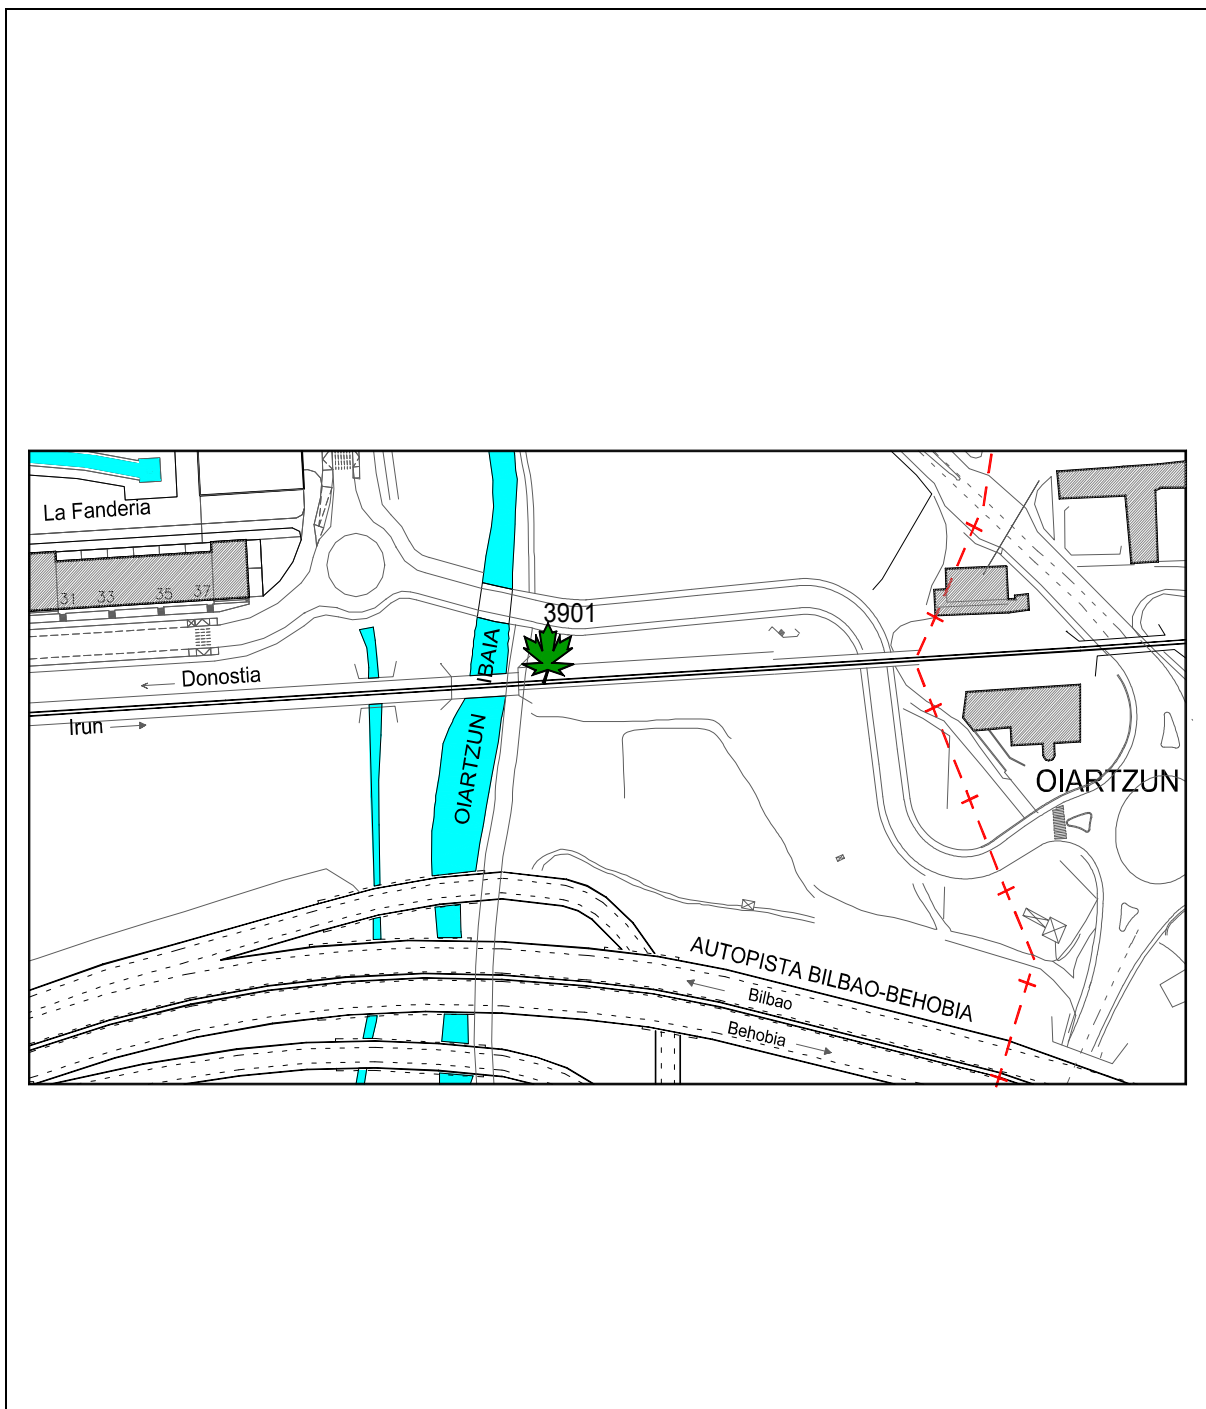 La Fanderia
31 33 35 37
3901
IBAIA
Donostia
Irun
OIARTZUN
OIARTZUN
AUTOPISTA BILBAO-BEHOBIA
Bilbao
Behobia